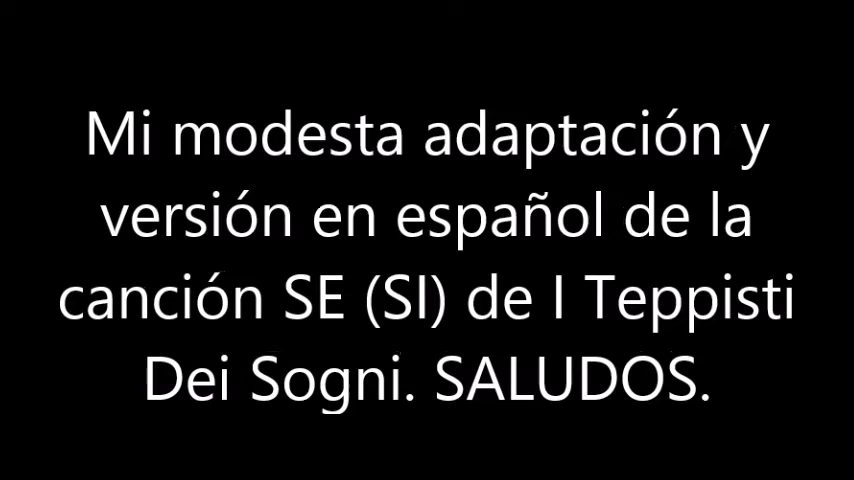 Mi modesta adaptación y
versión en español de la
canción SE (SI) de I Teppisti
Dei Sogni. SALUDOS.